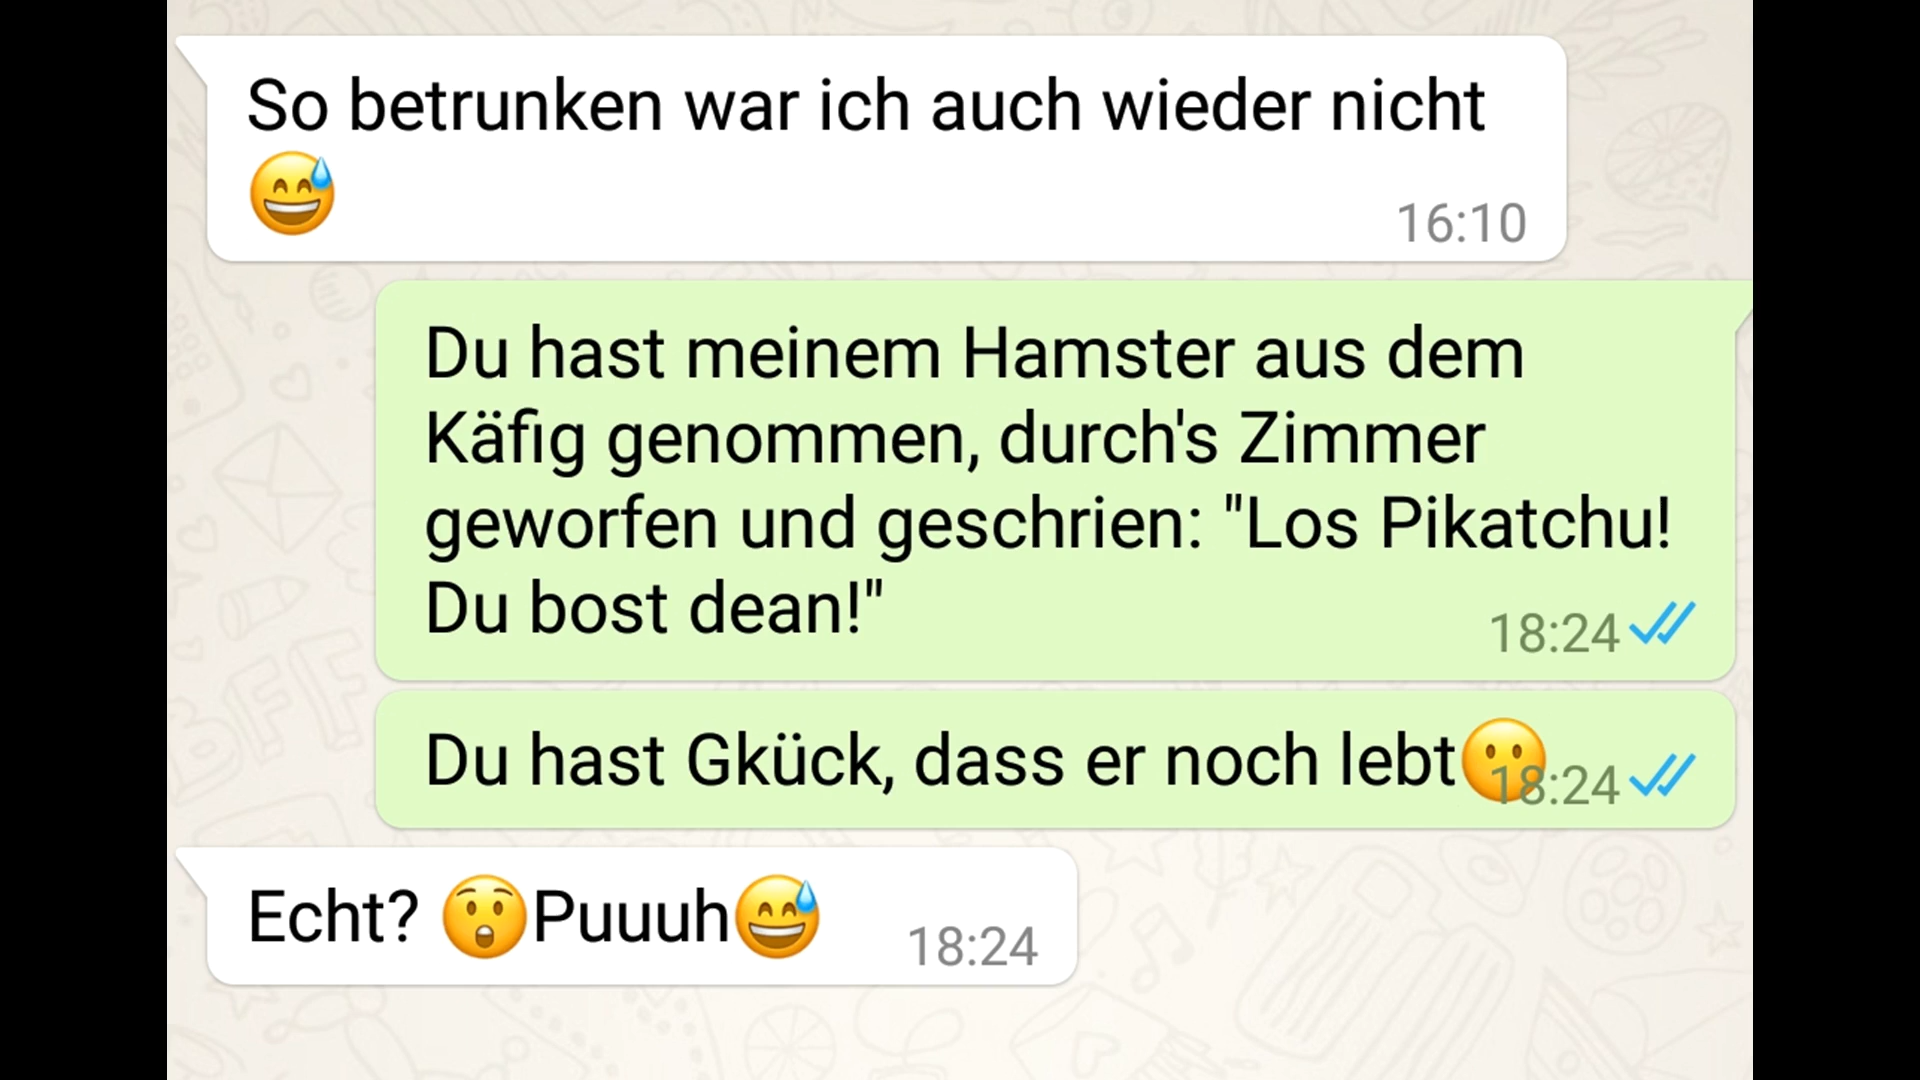 So betrunken war ich auch wieder nicht
😅
16:10
Du hast meinem Hamster aus dem
Käfig genommen, durch's Zimmer
geworfen und geschrien: "Los Pikatchu!
Du bost dean!"
18:24
Du hast Gkück, dass er noch lebt🫢
18:24
Echt? 😲Puuuh😅
18:24